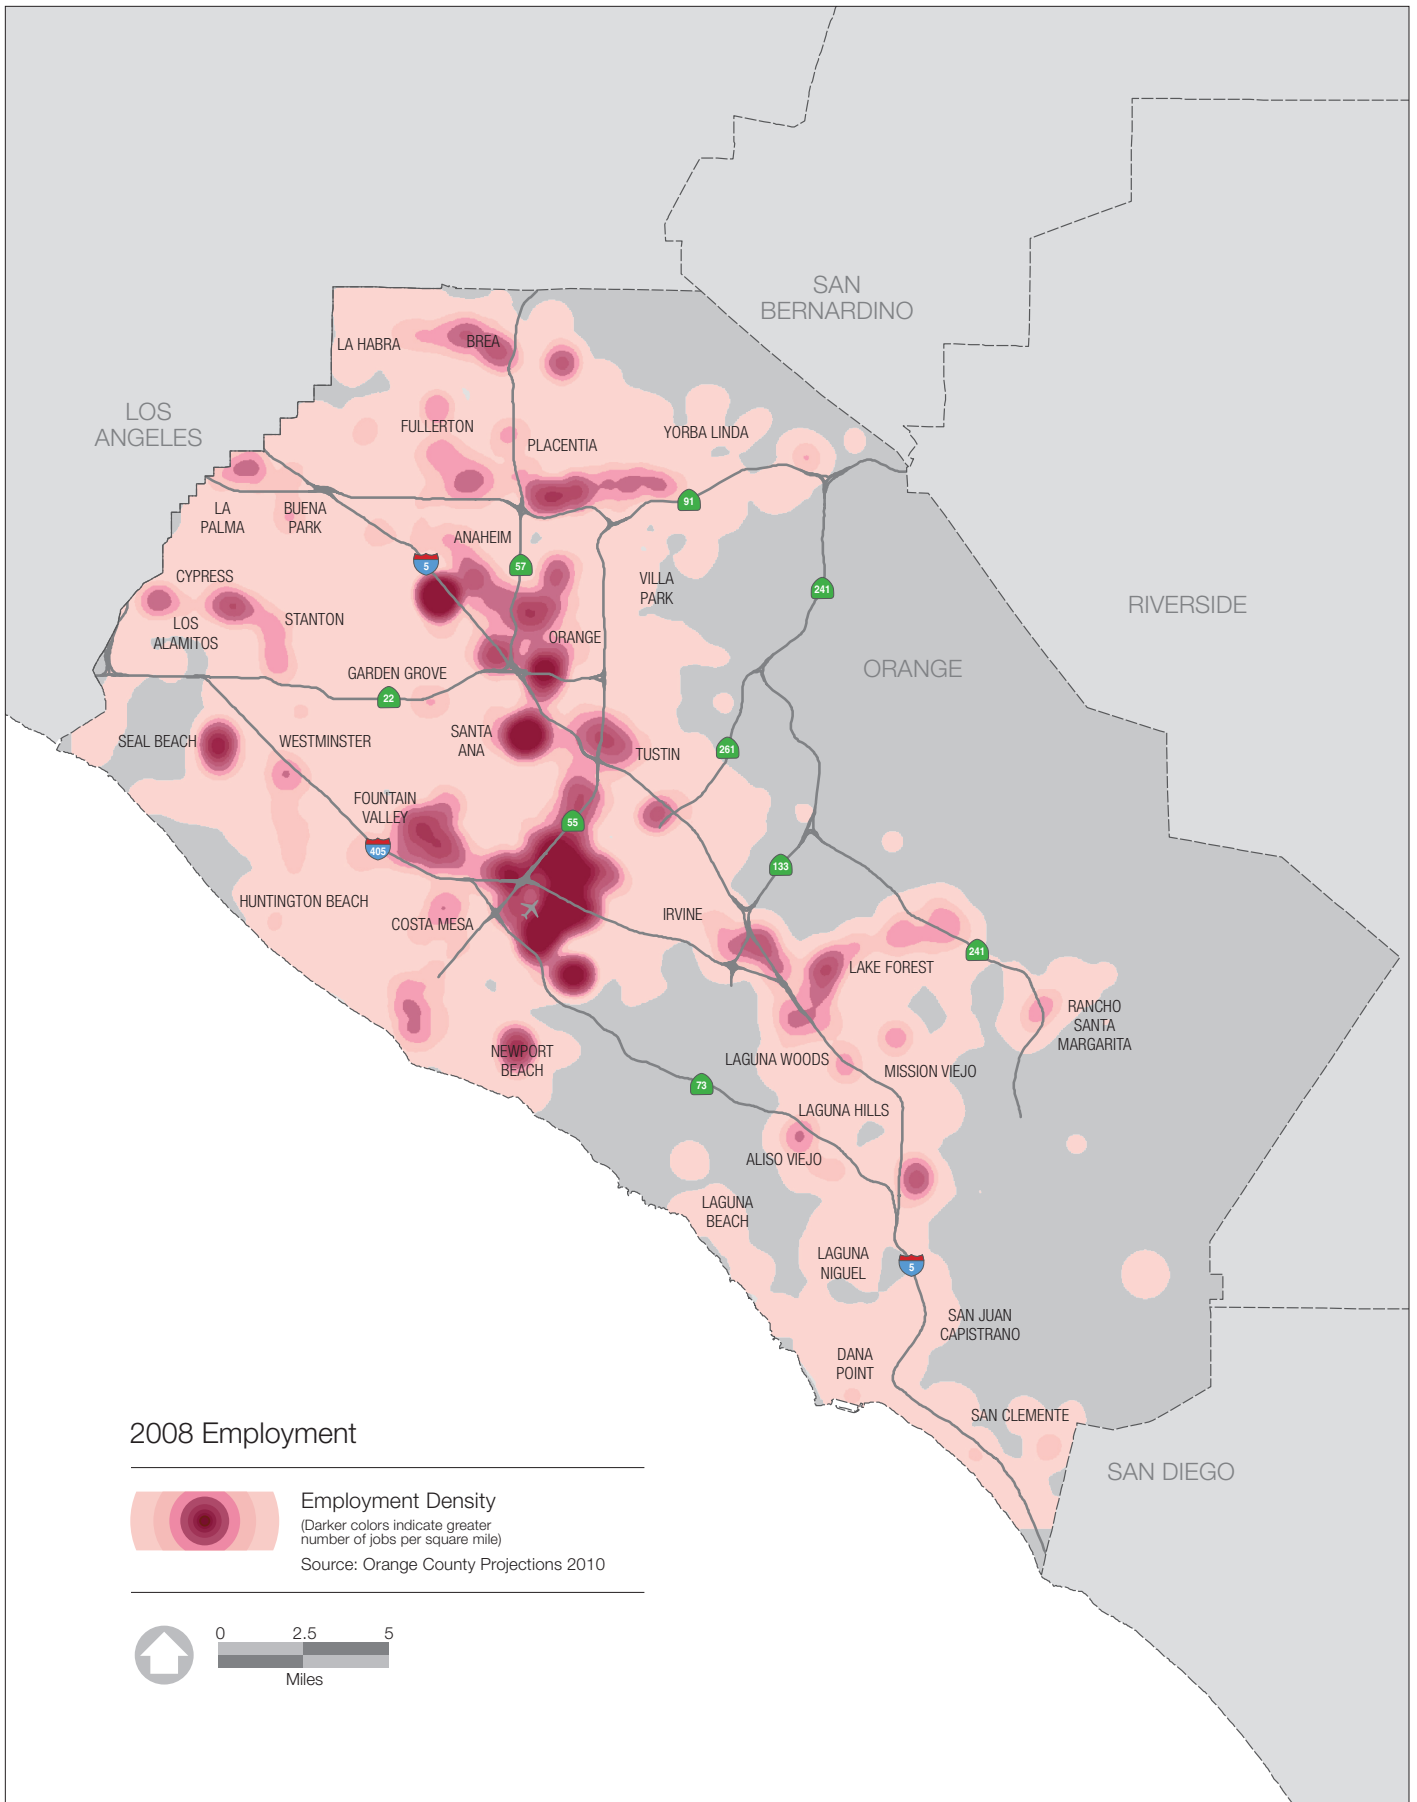 SAN
BERNARDINO
LOS
ANGELES
RIVERSIDE
ORANGE
SAN DIEGO
LA HABRA
BREA
FULLERTON
PLACENTIA
YORBA LINDA
91
LA
PALMA
BUENA
PARK
ANAHEIM
5
57
VILLA
PARK
241
CYPRESS
STANTON
LOS
ALAMITOS
ORANGE
GARDEN GROVE
22
SEAL BEACH
WESTMINSTER
SANTA
ANA
TUSTIN
261
FOUNTAIN
VALLEY
55
405
133
HUNTINGTON BEACH
COSTA MESA
IRVINE
241
LAKE FOREST
RANCHO
SANTA
MARGARITA
NEWPORT
BEACH
LAGUNA WOODS
MISSION VIEJO
73
LAGUNA HILLS
ALISO VIEJO
LAGUNA
BEACH
LAGUNA
NIGUEL
5
SAN JUAN
CAPISTRANO
DANA
POINT
SAN CLEMENTE
2008 Employment
Employment Density
(Darker colors indicate greater
number of jobs per square mile)
Source: Orange County Projections 2010
0 2.5 5
Miles